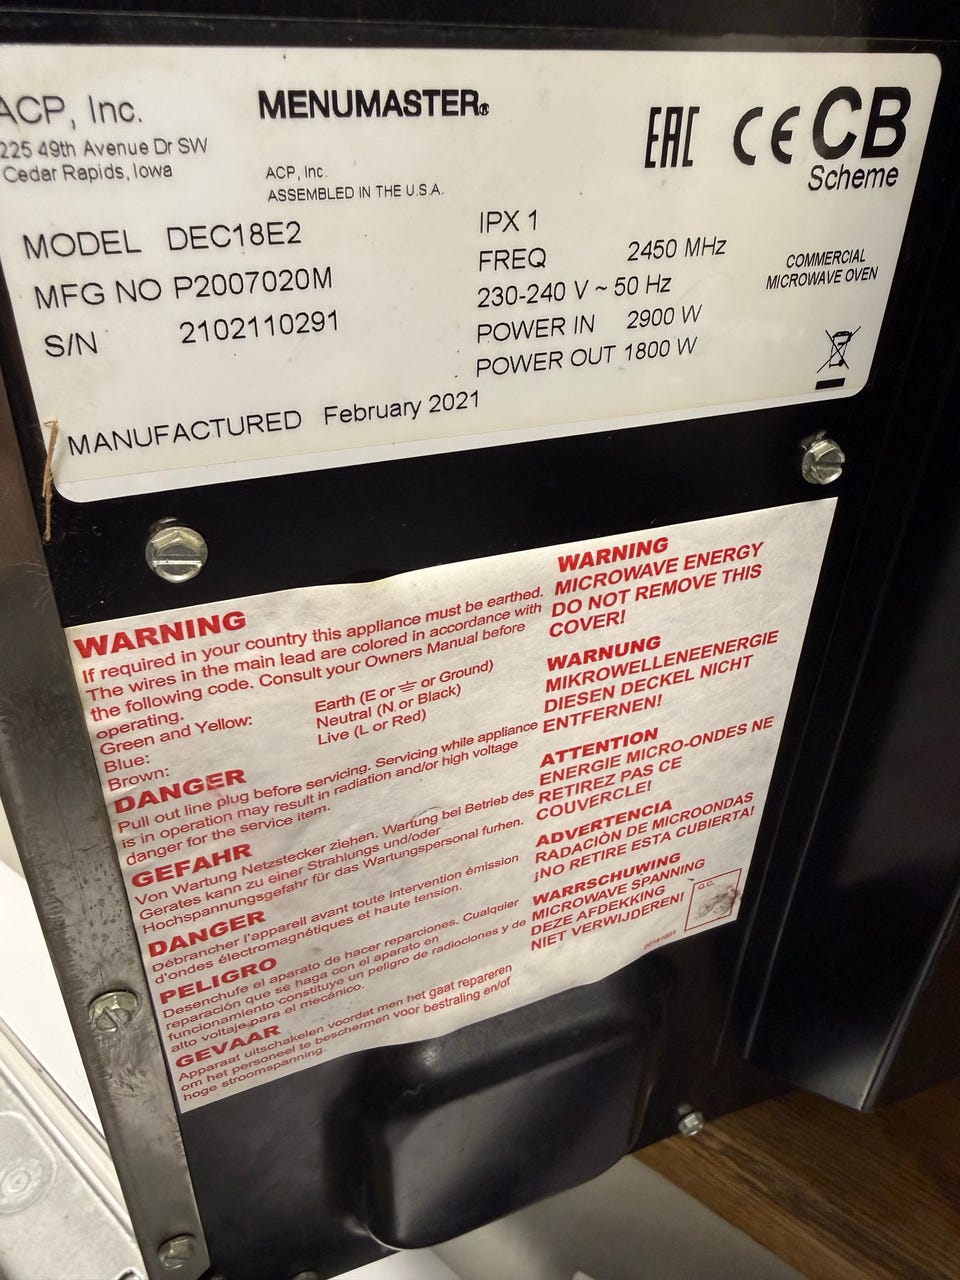 ACP, Inc.
225 49th Avenue Dr SW
Cedar Rapids, Iowa
MENUMASTER®
ACP, Inc.
ASSEMBLED IN THE U.S.A.
EAC CE CB
Scheme
MODEL DEC18E2
MFG NO P2007020M
S/N 2102110291
MANUFACTURED February 2021
IPX 1
FREQ 2450 MHz
230-240 V ~ 50 Hz
POWER IN 2900 W
POWER OUT 1800 W
COMMERCIAL
MICROWAVE OVEN
WARNING
If required in your country this appliance must be earthed.
The wires in the main lead are colored in accordance with
the following code. Consult your Owners Manual before
operating.
Green and Yellow: Earth (E or ⏚ or Ground)
Blue: Neutral (N or Black)
Brown: Live (L or Red)
DANGER
Pull out line plug before servicing. Servicing while appliance
is in operation may result in radiation and/or high voltage
danger for the service item.
GEFAHR
Von Wartung Netzstecker ziehen. Wartung bei Betrieb des
Gerates kann zu einer Strahlungs und/oder
Hochspannungsgefahr für das Wartungspersonal furhen.
DANGER
Débrancher l'appareil avant toute intervention émission
d'ondes électromagnétiques et haute tension.
PELIGRO
Desenchufe el aparato de hacer reparciones. Cualquier
reparación que se haga con el aparato en
funcionamiento constituye un peligro de radiociones y de
alto voltaje para el mecánico.
GEVAAR
Apparaat uitschakelen voordat men het gaat repareren
om het personeel te beschermen voor bestraling en/of
hoge stroomspanning.
WARNING
MICROWAVE ENERGY
DO NOT REMOVE THIS
COVER!
WARNUNG
MIKROWELLENEENERGIE
DIESEN DECKEL NICHT
ENTFERNEN!
ATTENTION
ENERGIE MICRO-ONDES NE
RETIREZ PAS CE
COUVERCLE!
ADVERTENCIA
RADACIÒN DE MICROONDAS
¡NO RETIRE ESTA CUBIERTA!
WARRSCHUWING
MICROWAVE SPANNING
DEZE AFDEKKING
NIET VERWIJDEREN!
Q.C.